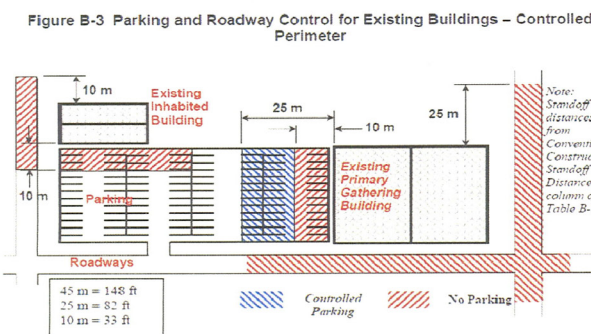 Figure B-3 Parking and Roadway Control for Existing Buildings – Controlled
Perimeter
10 m
Existing
Inhabited
Building
25 m
10 m
25 m
Note:
Standoff
distance
from
Conven
Constru
Standoff
Distance
column
Table B-
10 m
Parking
Existing
Primary
Gathering
Building
Roadways
45 m = 148 ft
25 m = 82 ft
10 m = 33 ft
Controlled
Parking
No Parking